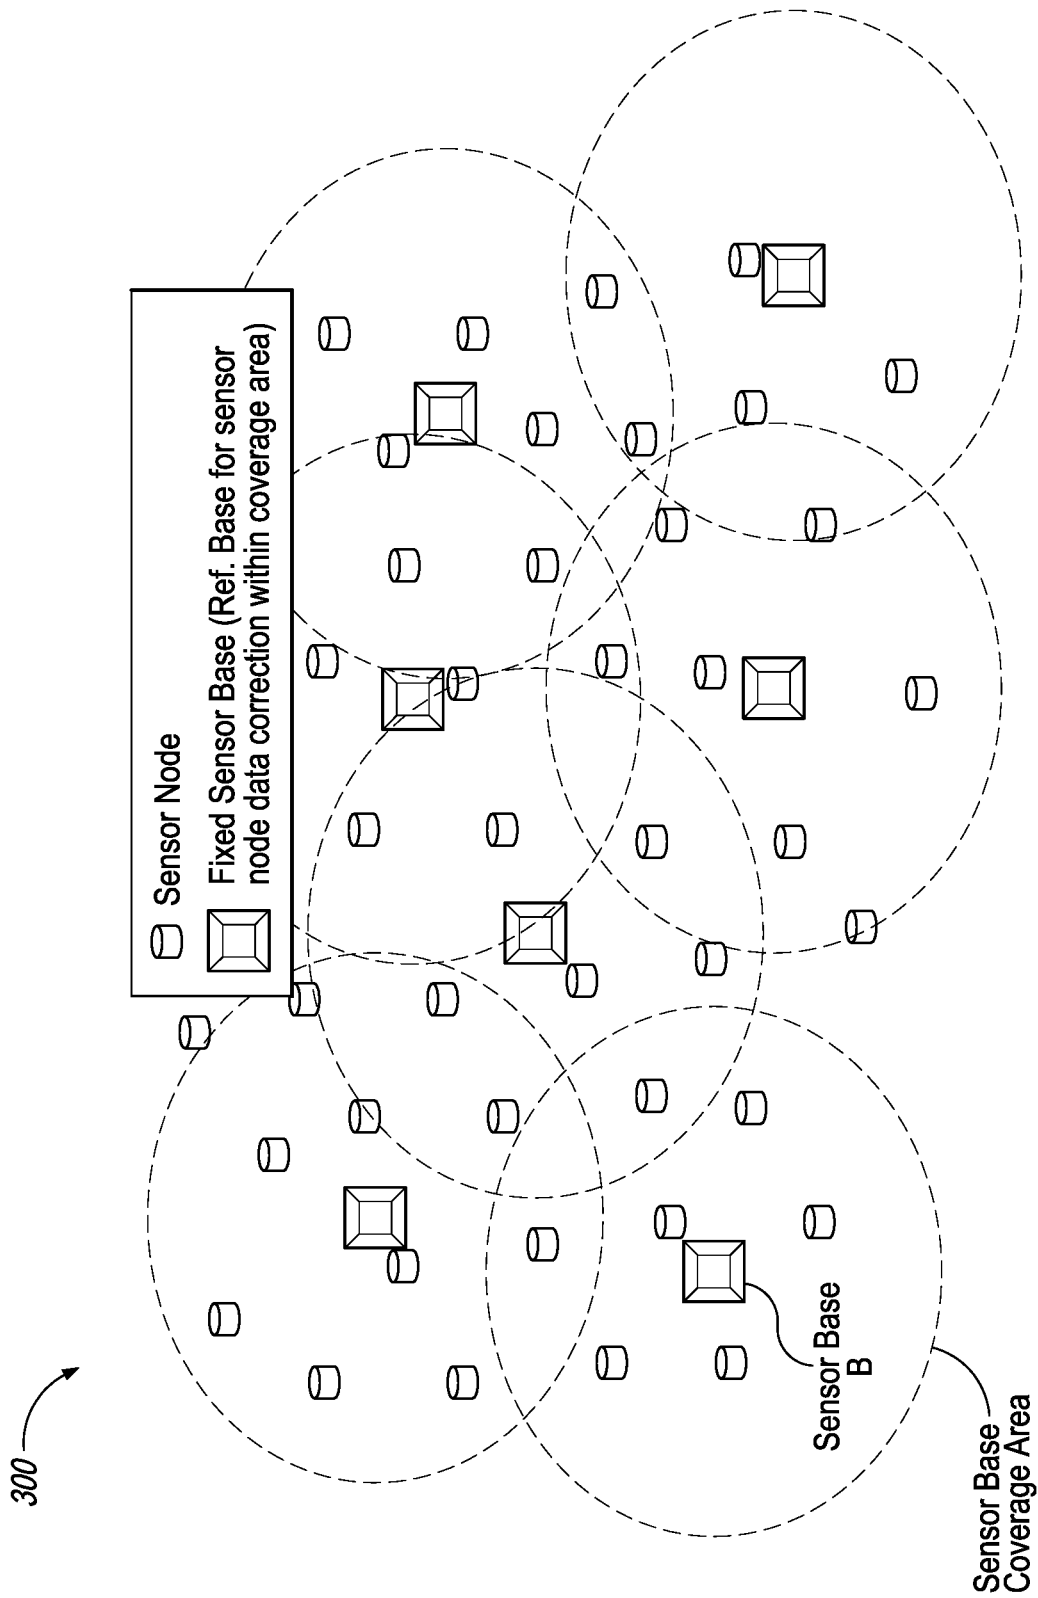 300
Sensor Node
Fixed Sensor Base (Ref. Base for sensor
node data correction within coverage area)
Sensor Base
B
Sensor Base
Coverage Area